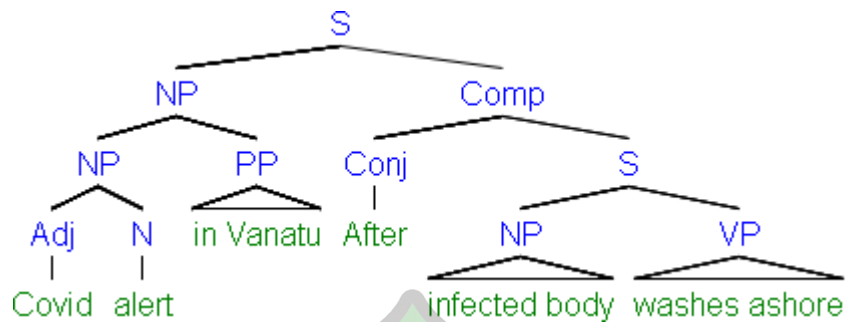 S
NP Comp
NP PP Conj S
Adj N in Vanatu After NP VP
Covid alert infected body washes ashore